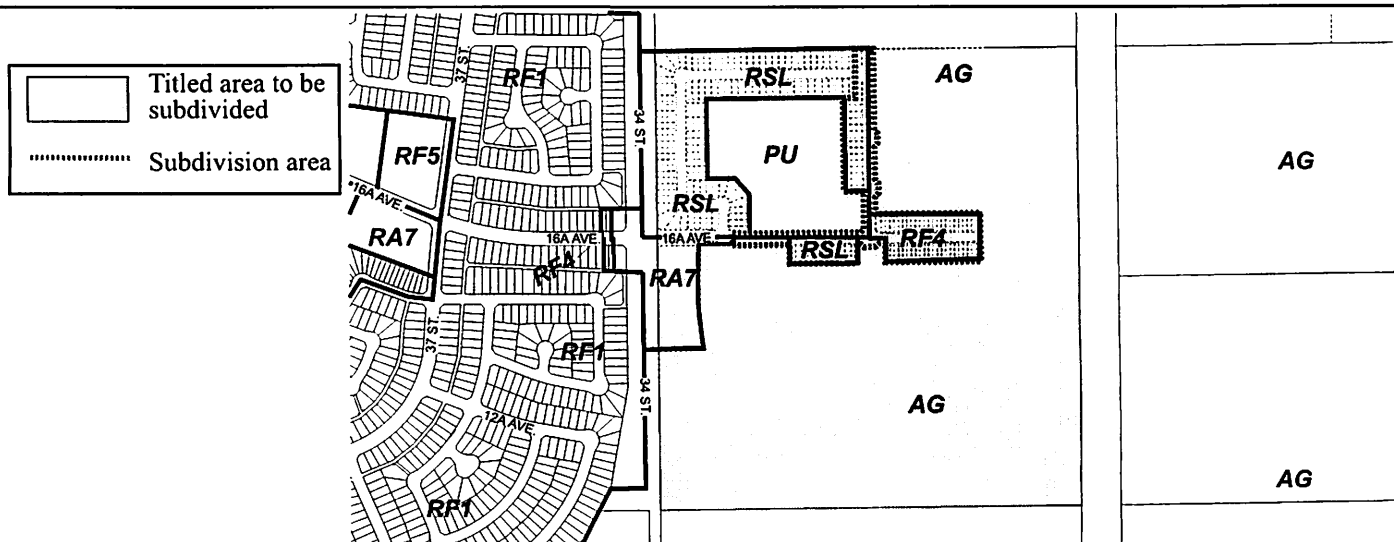 Titled area to be
subdivided
Subdivision area
37 ST.
RF1
34 ST.
RSL
AG
PU
AG
RF5
16A AVE.
RSL
RA7
16A AVE.
16A AVE.
RF4
RSL
RF4
RA7
37 ST.
RF1
34 ST.
12A AVE.
AG
AG
RF1